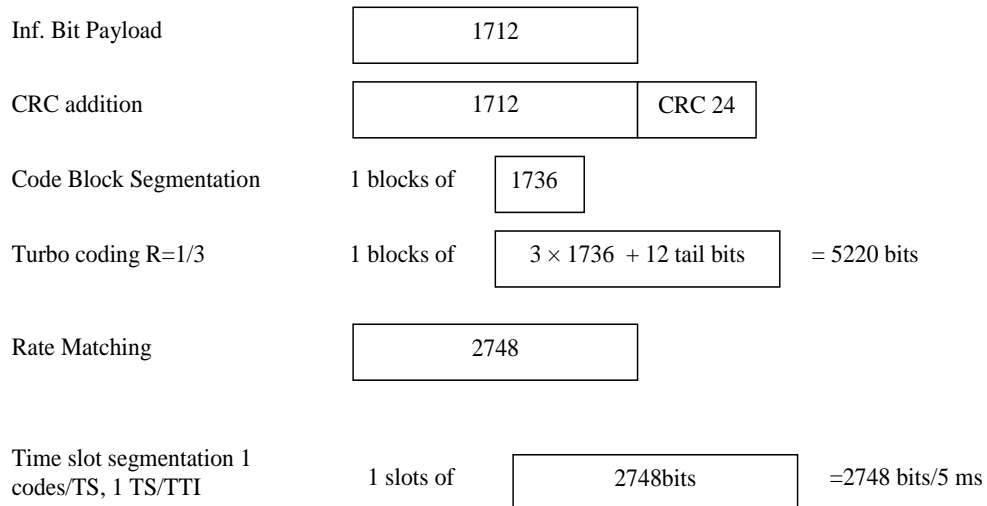 Inf. Bit Payload 1712
CRC addition 1712 CRC 24
Code Block Segmentation 1 blocks of 1736
Turbo coding R=1/3 1 blocks of 3 × 1736 + 12 tail bits = 5220 bits
Rate Matching 2748
Time slot segmentation 1
codes/TS, 1 TS/TTI 1 slots of 2748bits =2748 bits/5 ms